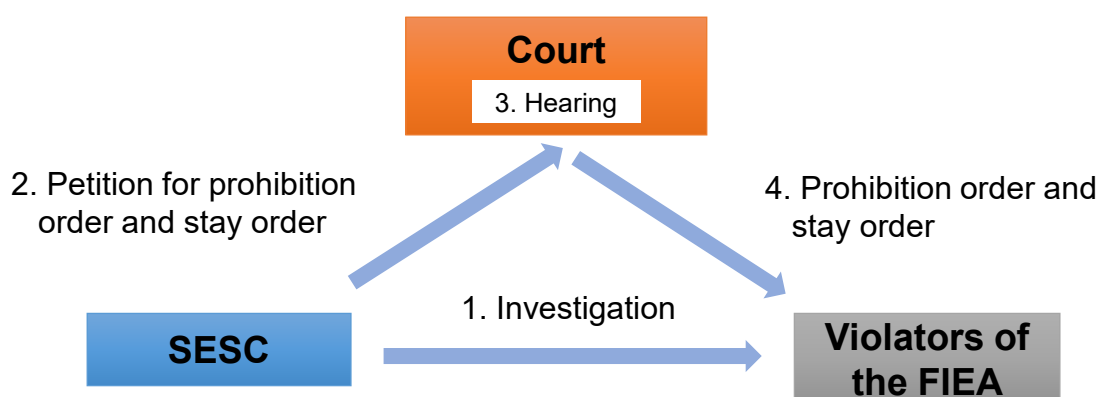 Court
3. Hearing
2. Petition for prohibition
order and stay order
4. Prohibition order and
stay order
1. Investigation
SESC
Violators of
the FIEA